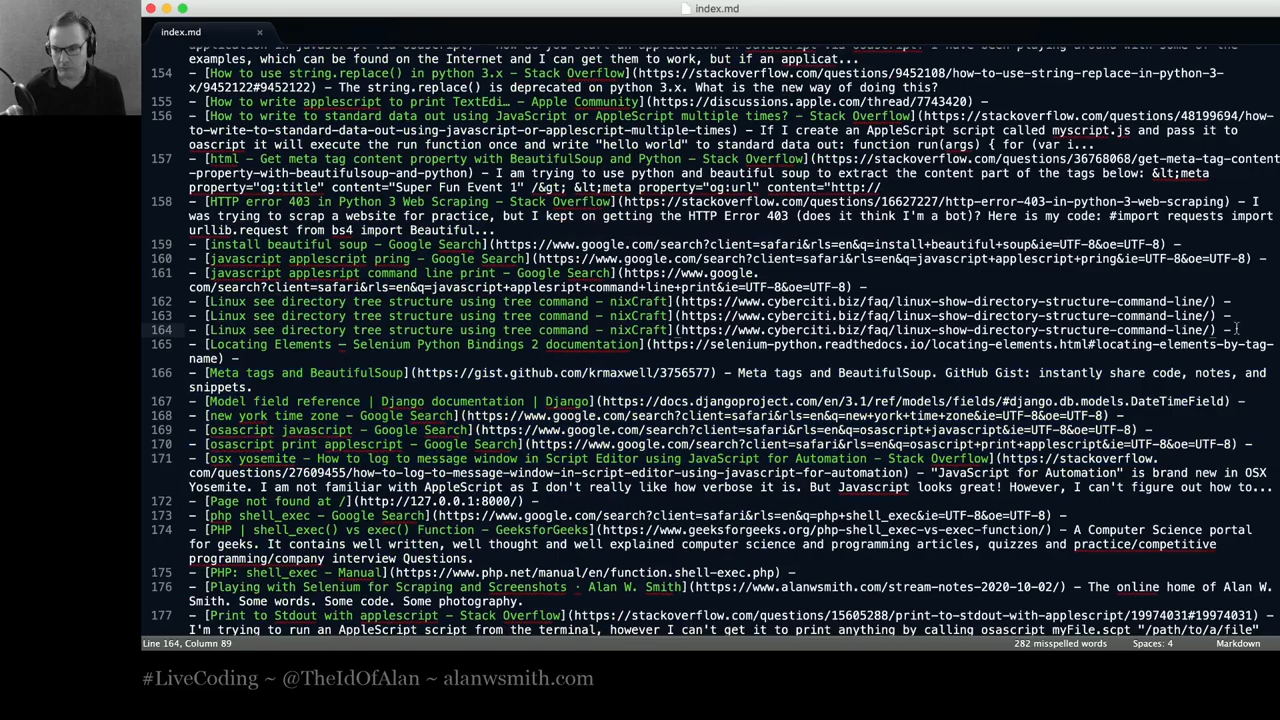 index.md
index.md
examples, which can be found on the Internet and I can get them to work, but if an applicat...
154 - [How to use string.replace() in python 3.x - Stack Overflow](https://stackoverflow.com/questions/9452108/how-to-use-string-replace-in-python-3-
x/9452122#9452122) - The string.replace() is deprecated on python 3.x. What is the new way of doing this?
155 - [How to write applescript to print TextEdi… - Apple Community](https://discussions.apple.com/thread/7743420) -
156 - [How to write to standard data out using JavaScript or AppleScript multiple times? - Stack Overflow](https://stackoverflow.com/questions/48199694/how-
to-write-to-standard-data-out-using-javascript-or-applescript-multiple-times) - If I create an AppleScript script called myscript.js and pass it to
oascript it will execute the run function once and write "hello world" to standard data out: function run(args) { for (var i...
157 - [html - Get meta tag content property with BeautifulSoup and Python - Stack Overflow](https://stackoverflow.com/questions/36768068/get-meta-tag-content
-property-with-beautifulsoup-and-python) - I am trying to use python and beautiful soup to extract the content part of the tags below: &lt;meta
property="og:title" content="Super Fun Event 1" /&gt; &lt;meta property="og:url" content="http://
158 - [HTTP error 403 in Python 3 Web Scraping - Stack Overflow](https://stackoverflow.com/questions/16627227/http-error-403-in-python-3-web-scraping) - I
was trying to scrap a website for practice, but I kept on getting the HTTP Error 403 (does it think I'm a bot)? Here is my code: #import requests import
urllib.request from bs4 import Beautiful...
159 - [install beautiful soup - Google Search](https://www.google.com/search?client=safari&rls=en&q=install+beautiful+soup&ie=UTF-8&oe=UTF-8) -
160 - [javascript applescript pring - Google Search](https://www.google.com/search?client=safari&rls=en&q=javascript+applescript+pring&ie=UTF-8&oe=UTF-8) -
161 - [javascript applesript command line print - Google Search](https://www.google.
com/search?client=safari&rls=en&q=javascript+applesript+command+line+print&ie=UTF-8&oe=UTF-8) -
162 - [Linux see directory tree structure using tree command - nixCraft](https://www.cyberciti.biz/faq/linux-show-directory-structure-command-line/) -
163 - [Linux see directory tree structure using tree command - nixCraft](https://www.cyberciti.biz/faq/linux-show-directory-structure-command-line/) -
164 - [Linux see directory tree structure using tree command - nixCraft](https://www.cyberciti.biz/faq/linux-show-directory-structure-command-line/) -
165 - [Locating Elements — Selenium Python Bindings 2 documentation](https://selenium-python.readthedocs.io/locating-elements.html#locating-elements-by-tag-
name) -
166 - [Meta tags and BeautifulSoup](https://gist.github.com/krmaxwell/3756577) - Meta tags and BeautifulSoup. GitHub Gist: instantly share code, notes, and
snippets.
167 - [Model field reference | Django documentation | Django](https://docs.djangoproject.com/en/3.1/ref/models/fields/#django.db.models.DateTimeField) -
168 - [new york time zone - Google Search](https://www.google.com/search?client=safari&rls=en&q=new+york+time+zone&ie=UTF-8&oe=UTF-8) -
169 - [osascript javascript - Google Search](https://www.google.com/search?client=safari&rls=en&q=osascript+javascript&ie=UTF-8&oe=UTF-8) -
170 - [osascript print applescript - Google Search](https://www.google.com/search?client=safari&rls=en&q=osascript+print+applescript&ie=UTF-8&oe=UTF-8) -
171 - [osx yosemite - How to log to message window in Script Editor using JavaScript for Automation - Stack Overflow](https://stackoverflow.
com/questions/27609455/how-to-log-to-message-window-in-script-editor-using-javascript-for-automation) - "JavaScript for Automation" is brand new in OSX
Yosemite. I am not familiar with AppleScript as I don't really like how verbose it is. But Javascript looks great! However, I can't figure out how to...
172 - [Page not found at /](http://127.0.0.1:8000/) -
173 - [php shell_exec - Google Search](https://www.google.com/search?client=safari&rls=en&q=php+shell_exec&ie=UTF-8&oe=UTF-8) -
174 - [PHP | shell_exec() vs exec() Function - GeeksforGeeks](https://www.geeksforgeeks.org/php-shell_exec-vs-exec-function/) - A Computer Science portal
for geeks. It contains well written, well thought and well explained computer science and programming articles, quizzes and practice/competitive
programming/company interview Questions.
175 - [PHP: shell_exec - Manual](https://www.php.net/manual/en/function.shell-exec.php) -
176 - [Playing with Selenium for Scraping and Screenshots · Alan W. Smith](https://www.alanwsmith.com/stream-notes-2020-10-02/) - The online home of Alan W.
Smith. Some words. Some code. Some photography.
177 - [Print to Stdout with applescript - Stack Overflow](https://stackoverflow.com/questions/15605288/print-to-stdout-with-applescript/19974031#19974031) -
I'm trying to run an AppleScript script from the terminal, however I can't get it to print anything by calling osascript myFile.scpt "/path/to/a/file"
Line 164, Column 89
282 misspelled words
Spaces: 4
Markdown
#LiveCoding ~ @TheIdOfAlan ~ alanwsmith.com